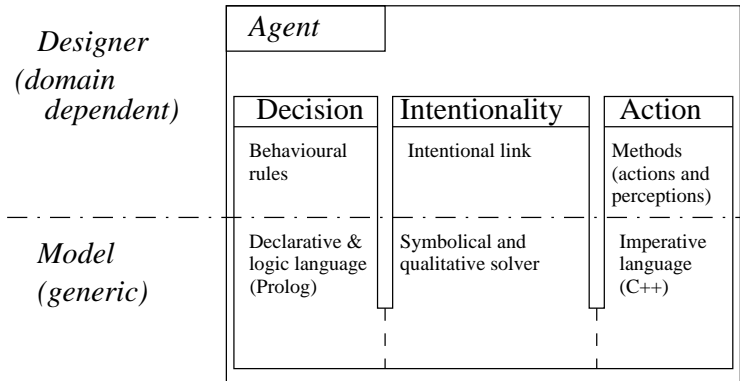 Agent
Designer
(domain
dependent)
Decision
Intentionality
Action
Behavioural
rules
Intentional link
Methods
(actions and
perceptions)
Model
(generic)
Declarative &
logic language
(Prolog)
Symbolical and
qualitative solver
Imperative
language
(C++)